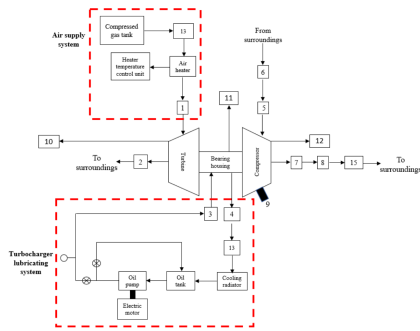 Compressed
gas tank
13
Air supply
system
Heater
temperature
control unit
Air
heater
1
From
surroundings
6
5
11
10
12
To
surroundings
2
Turbine
Bearing
housing
Compressor
7
8
15
To
surroundings
9
3
4
13
Turbocharger
lubricating
system
Oil
pump
Oil
tank
Cooling
radiator
Electric
motor